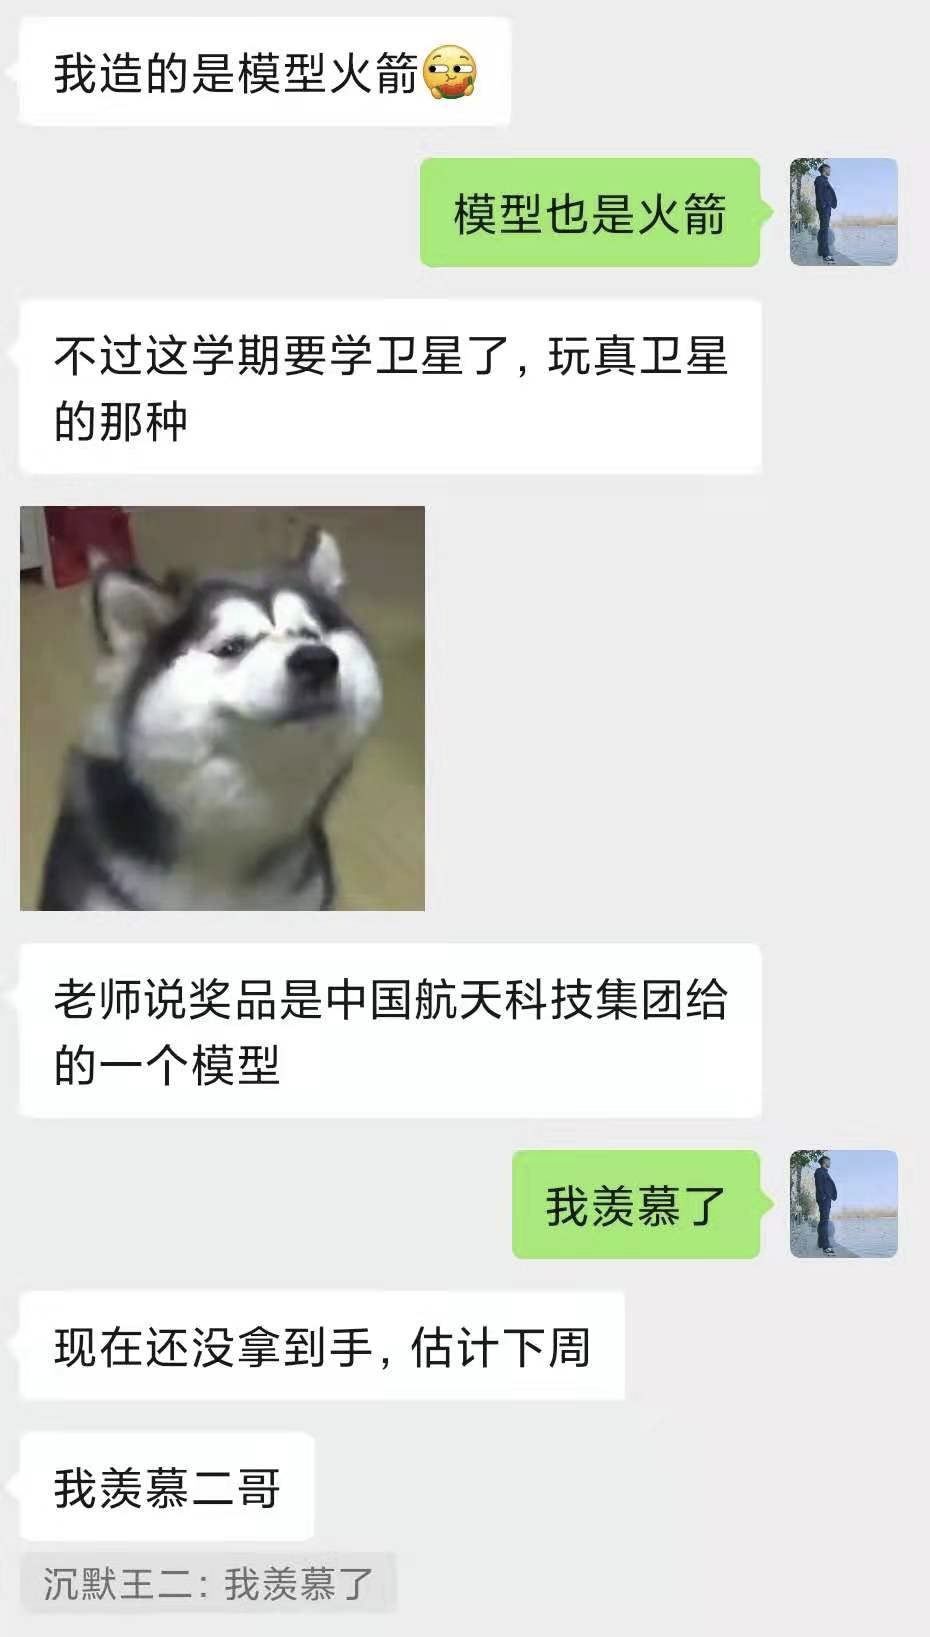 我造的是模型火箭
模型也是火箭
不过这学期要学卫星了, 玩真卫星
的那种
老师说奖品是中国航天科技集团给
的一个模型
我羡慕了
现在还没拿到手, 估计下周
我羡慕二哥
沉默王二: 我羡慕了